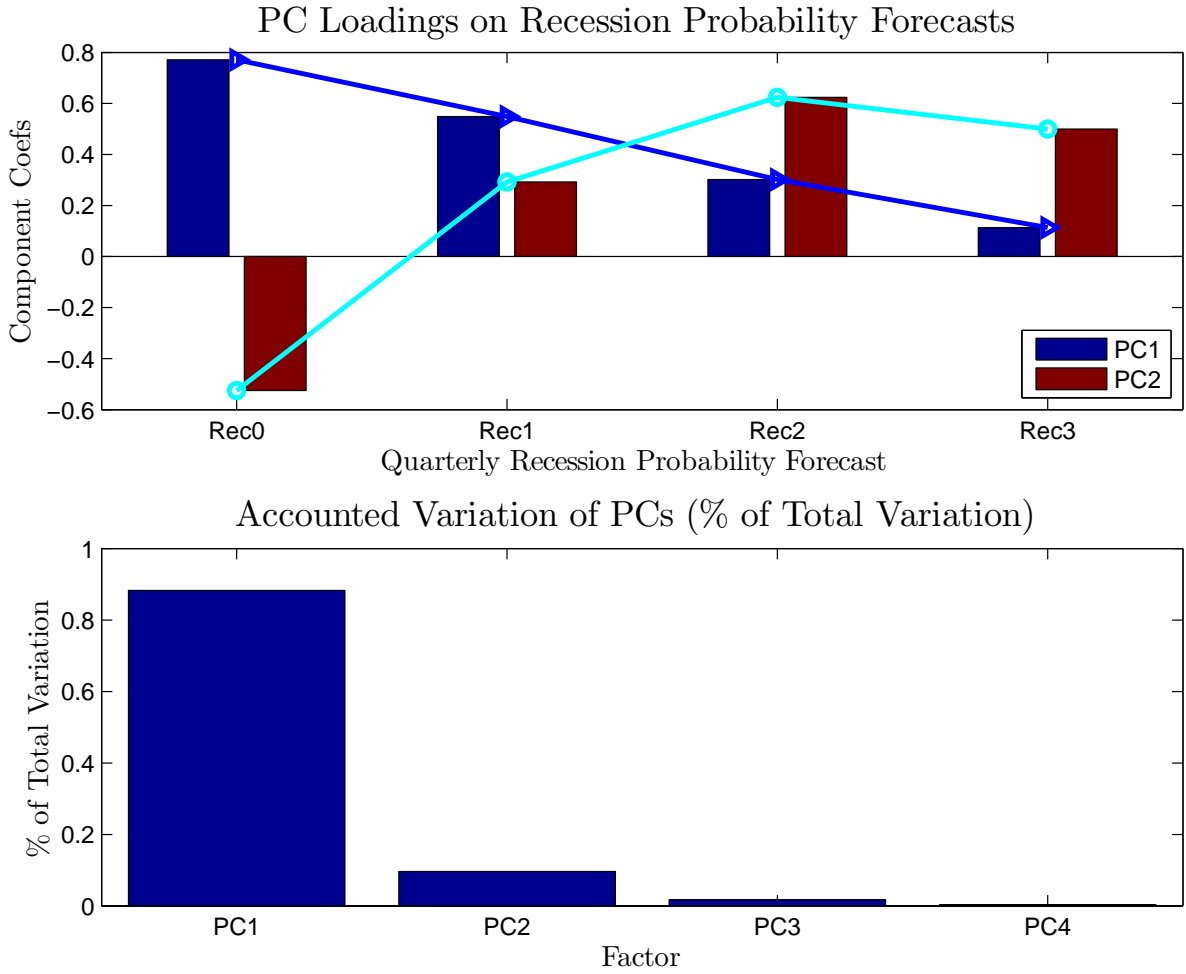 PC Loadings on Recession Probability Forecasts
0.8
0.6
0.4
0.2
0
−0.2
−0.4
−0.6
Component Coefs
PC1
PC2
Rec0 Rec1 Rec2 Rec3
Quarterly Recession Probability Forecast
Accounted Variation of PCs (% of Total Variation)
1
0.8
0.6
0.4
0.2
0
% of Total Variation
PC1 PC2 PC3 PC4
Factor